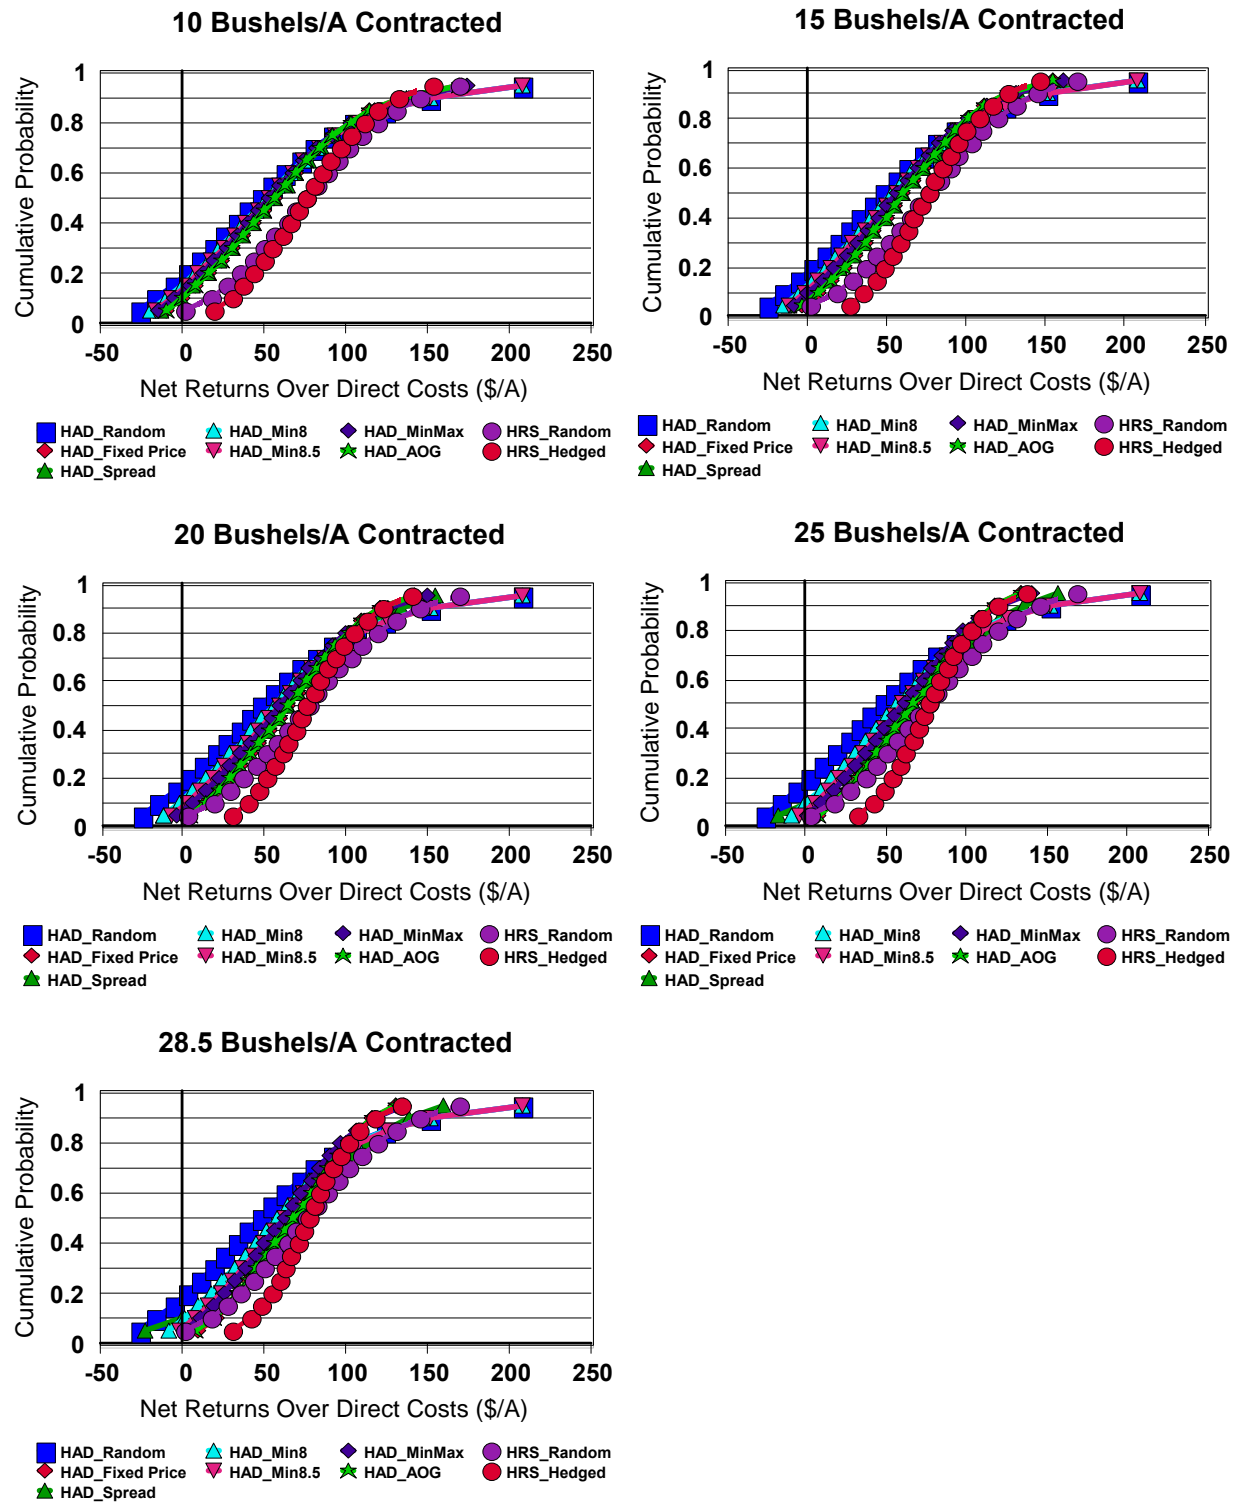 10 Bushels/A Contracted
Cumulative Probability
1
0.8
0.6
0.4
0.2
0
-50 0 50 100 150 200 250
Net Returns Over Direct Costs ($/A)
HAD_Random HAD_Min8 HAD_MinMax HRS_Random
HAD_Fixed Price HAD_Min8.5 HAD_AOG HRS_Hedged
HAD_Spread
15 Bushels/A Contracted
Cumulative Probability
1
0.8
0.6
0.4
0.2
0
-50 0 50 100 150 200 250
Net Returns Over Direct Costs ($/A)
HAD_Random HAD_Min8 HAD_MinMax HRS_Random
HAD_Fixed Price HAD_Min8.5 HAD_AOG HRS_Hedged
HAD_Spread
20 Bushels/A Contracted
Cumulative Probability
1
0.8
0.6
0.4
0.2
0
-50 0 50 100 150 200 250
Net Returns Over Direct Costs ($/A)
HAD_Random HAD_Min8 HAD_MinMax HRS_Random
HAD_Fixed Price HAD_Min8.5 HAD_AOG HRS_Hedged
HAD_Spread
25 Bushels/A Contracted
Cumulative Probability
1
0.8
0.6
0.4
0.2
0
-50 0 50 100 150 200 250
Net Returns Over Direct Costs ($/A)
HAD_Random HAD_Min8 HAD_MinMax HRS_Random
HAD_Fixed Price HAD_Min8.5 HAD_AOG HRS_Hedged
HAD_Spread
28.5 Bushels/A Contracted
Cumulative Probability
1
0.8
0.6
0.4
0.2
0
-50 0 50 100 150 200 250
Net Returns Over Direct Costs ($/A)
HAD_Random HAD_Min8 HAD_MinMax HRS_Random
HAD_Fixed Price HAD_Min8.5 HAD_AOG HRS_Hedged
HAD_Spread